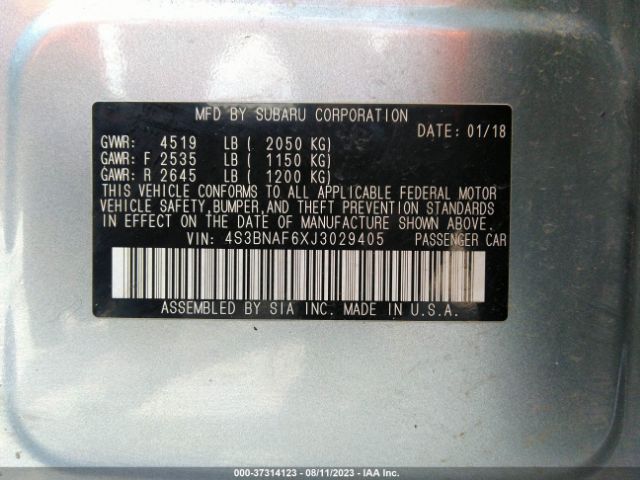 MFD BY SUBARU CORPORATION
DATE: 01/18
GVWR: 4519 LB ( 2050 KG)
GAWR: F 2535 LB ( 1150 KG)
GAWR: R 2645 LB ( 1200 KG)
THIS VEHICLE CONFORMS TO ALL APPLICABLE FEDERAL MOTOR
VEHICLE SAFETY, BUMPER, AND THEFT PREVENTION STANDARDS
IN EFFECT ON THE DATE OF MANUFACTURE SHOWN ABOVE.
VIN: 4S3BNAF6XJ3029405 PASSENGER CAR
ASSEMBLED BY SIA INC. MADE IN U.S.A.
000-37314123 - 08/11/2023 - IAA Inc.